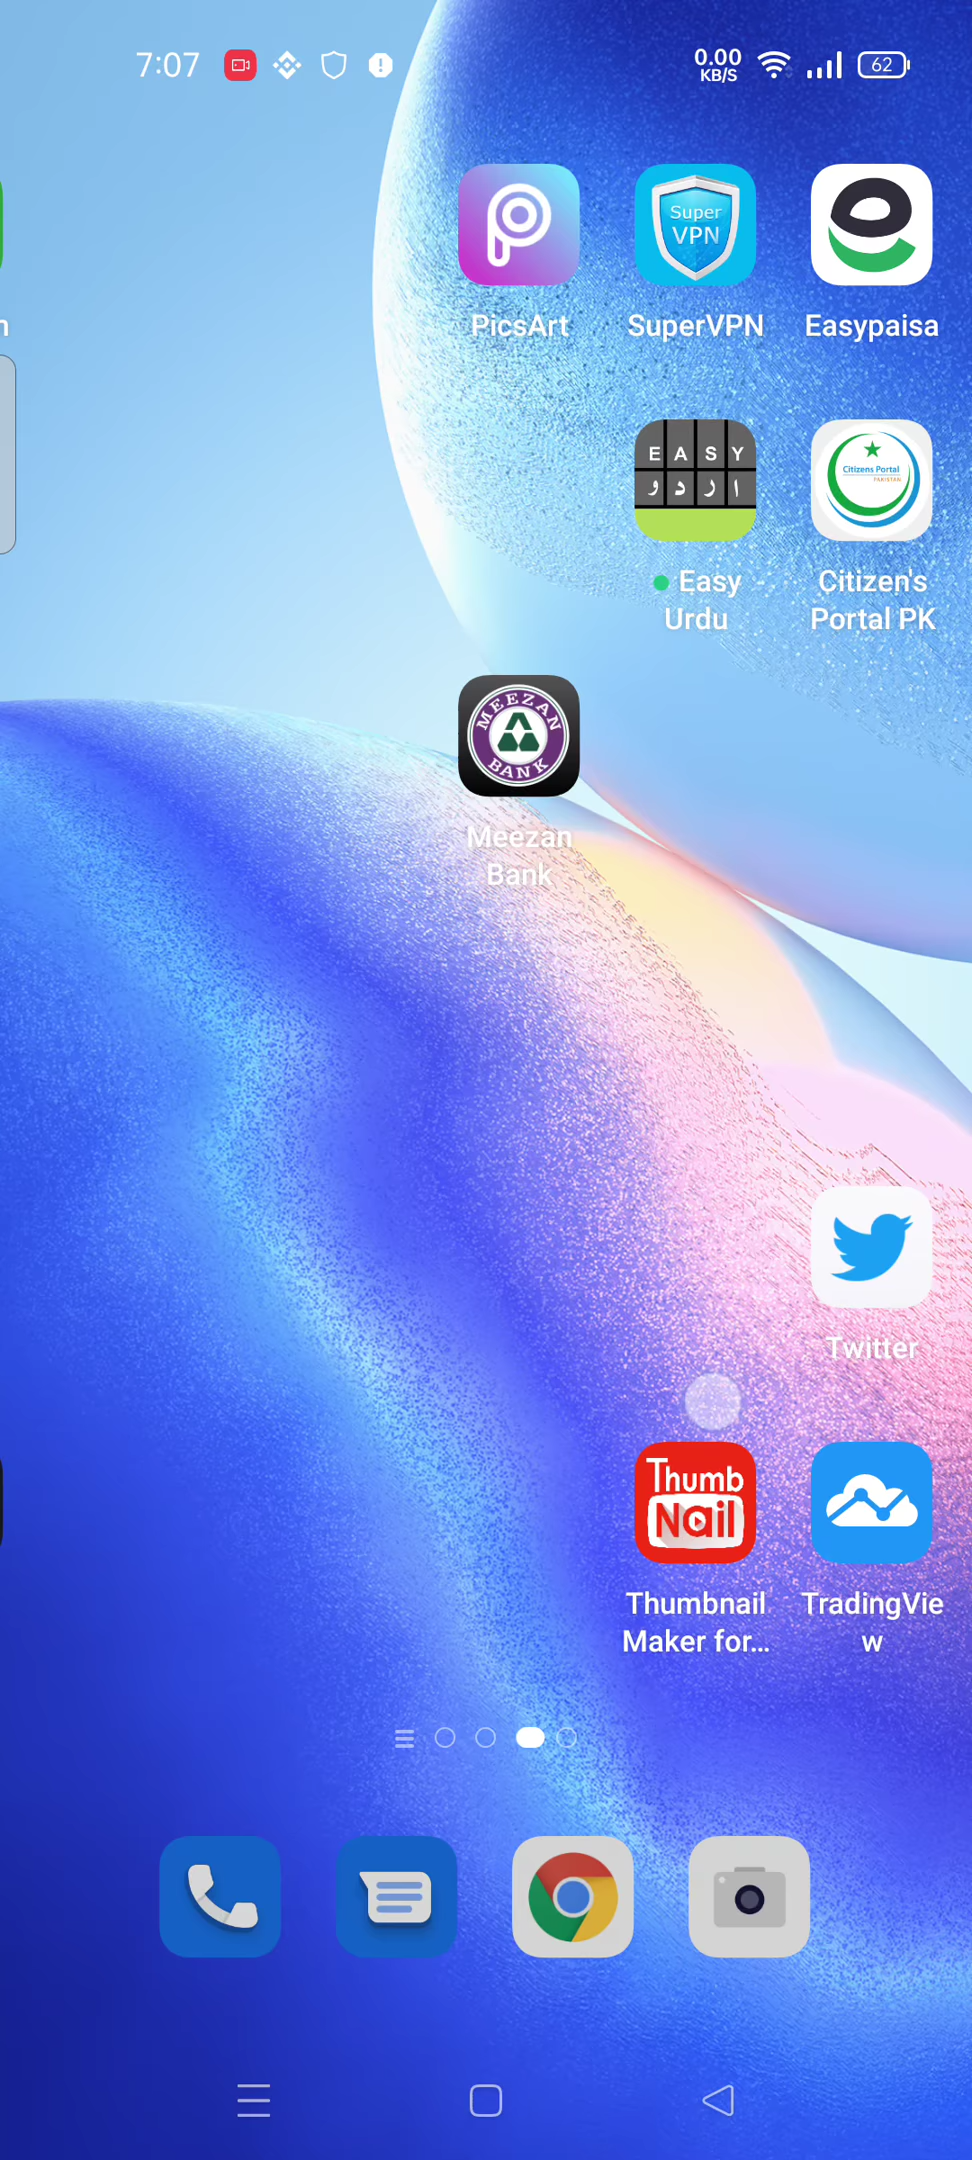 7:07
0.00
KB/S
62
Super
VPN
n
PicsArt
SuperVPN
Easypaisa
E A S Y
ا ر د و
Citizens Portal
PAKISTAN
Easy
Urdu
Citizen's
Portal PK
MEEZAN
BANK
Meezan
Bank
Twitter
Thumb
Nail
Thumbnail
Maker for...
TradingVie
w